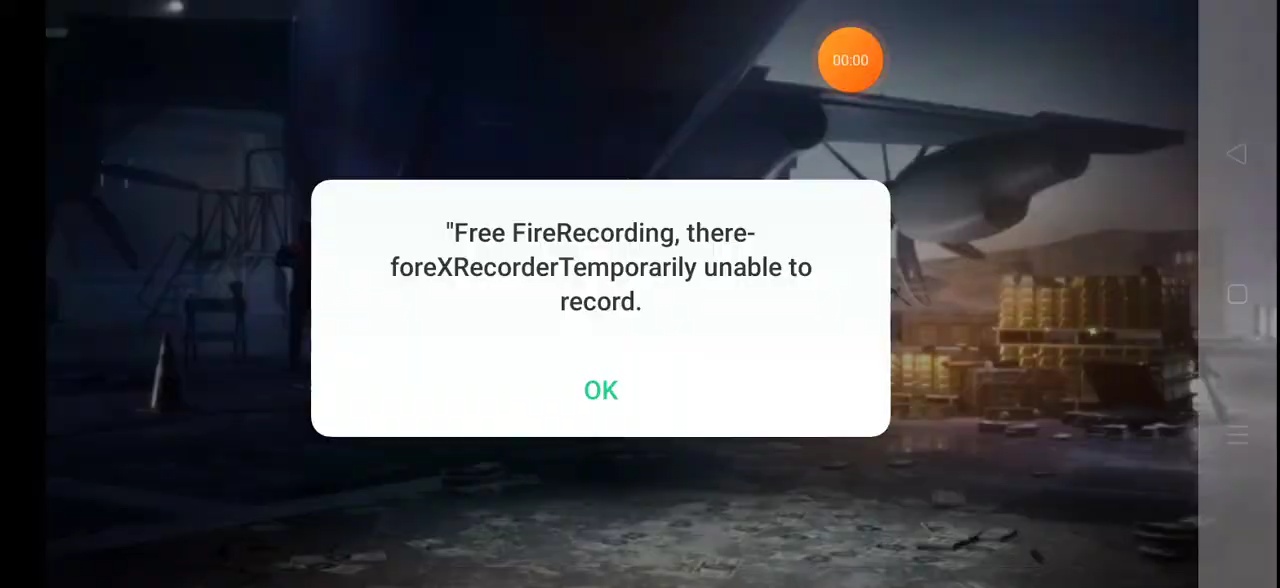 00:00
"Free FireRecording, there-
foreXRecorderTemporarily unable to
record.
OK